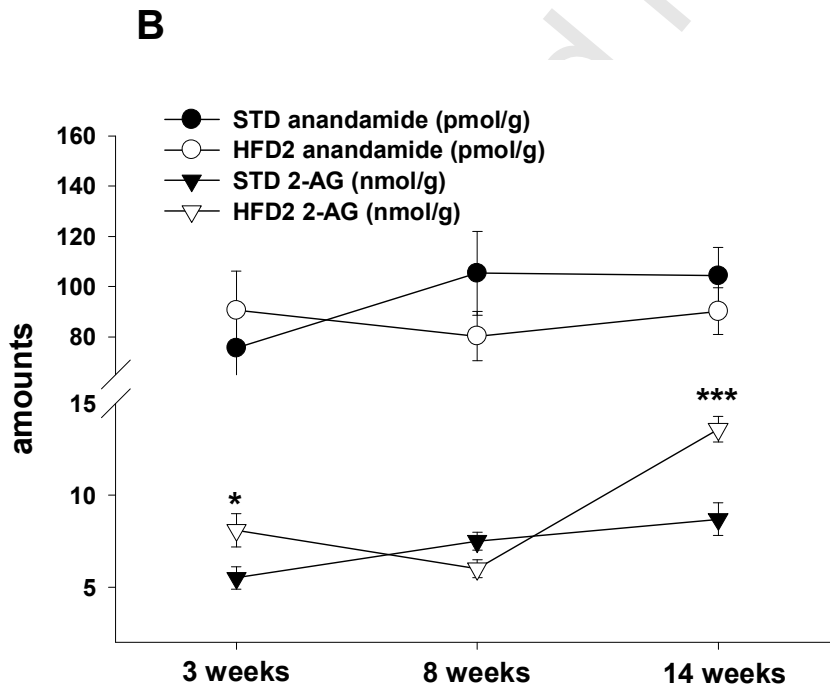 B
STD anandamide (pmol/g)
HFD2 anandamide (pmol/g)
STD 2-AG (nmol/g)
HFD2 2-AG (nmol/g)
160
140
120
100
80
15
10
5
amounts
*
***
3 weeks 8 weeks 14 weeks